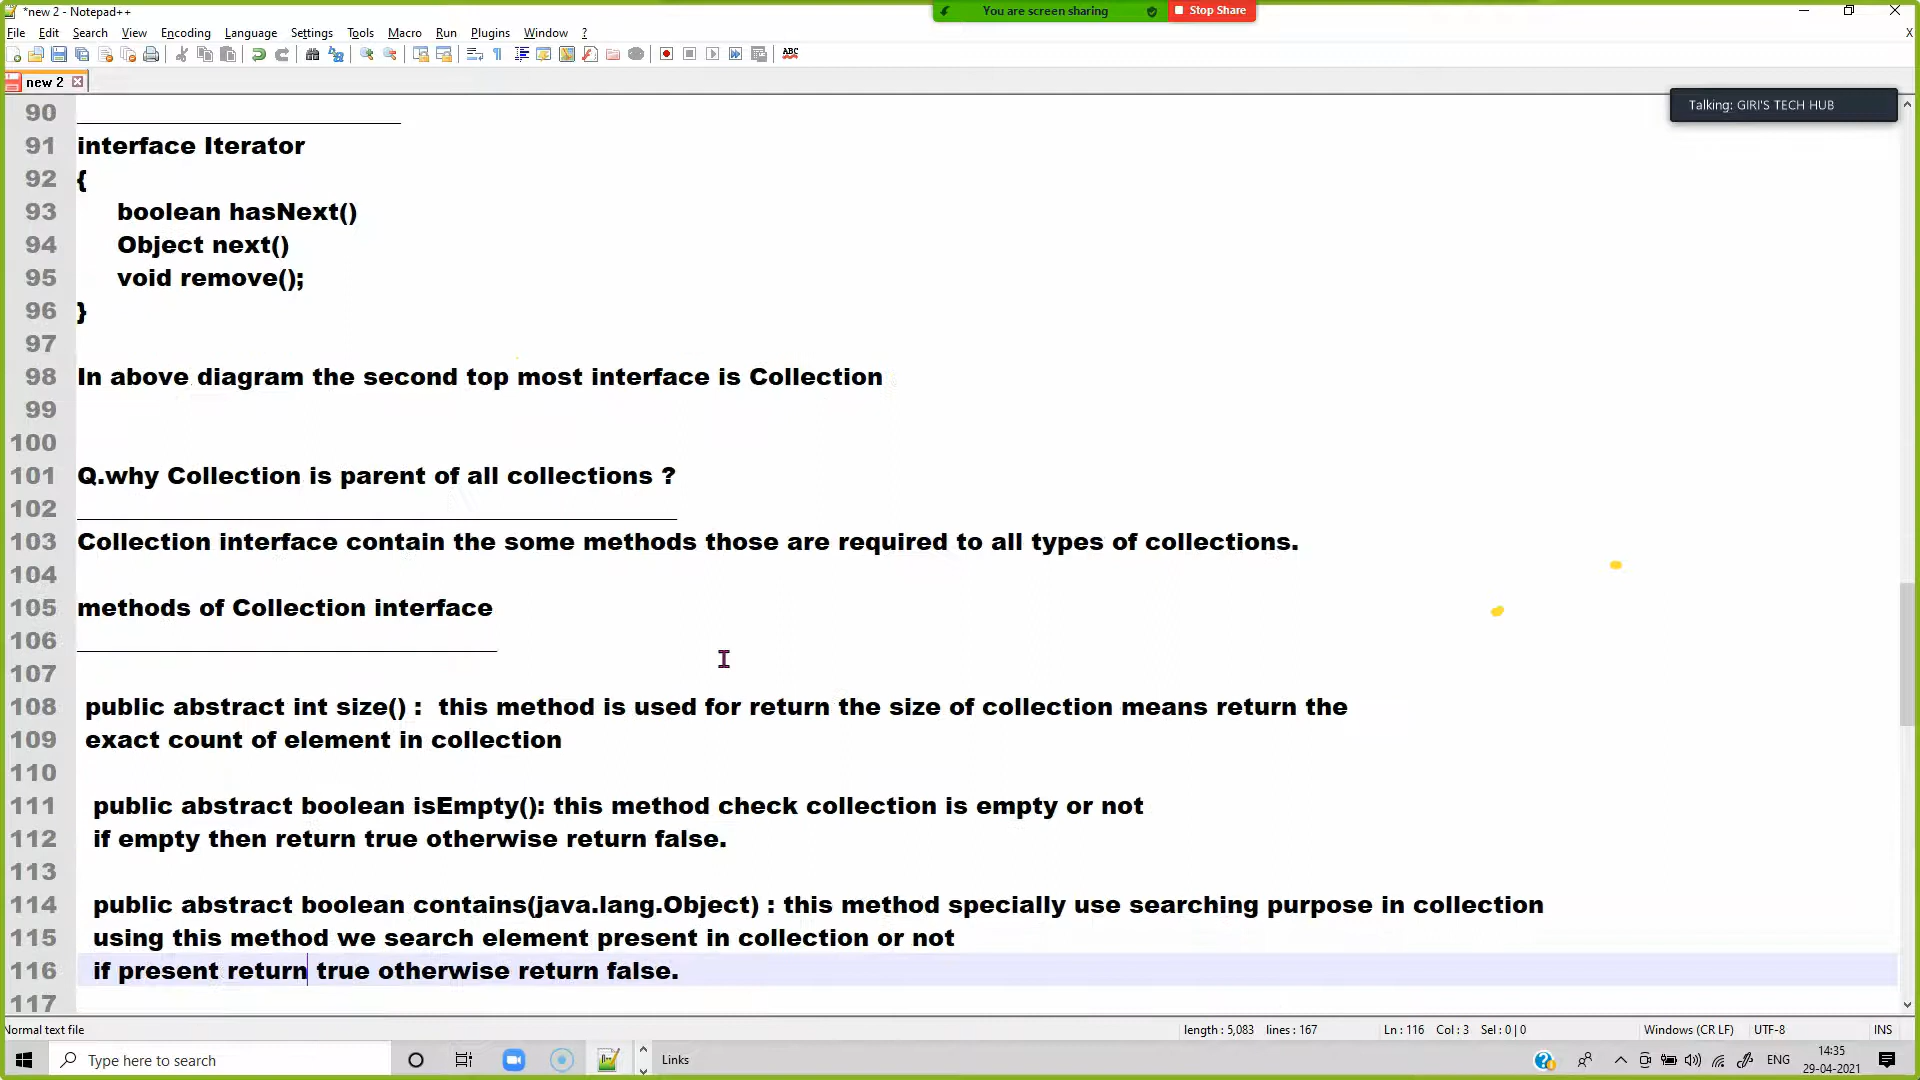 *new 2 - Notepad++
You are screen sharing
Stop Share
File Edit Search View Encoding Language Settings Tools Macro Run Plugins Window ?
X
ABC
new 2
Talking: GIRI'S TECH HUB
90 ___________________________
91 interface Iterator
92 {
93 boolean hasNext()
94 Object next()
95 void remove();
96 }
97
98 In above diagram the second top most interface is Collection
99
100
101 Q.why Collection is parent of all collections ?
102 __________________________________________________
103 Collection interface contain the some methods those are required to all types of collections.
104
105 methods of Collection interface
106 ___________________________________
107
108 public abstract int size() :  this method is used for return the size of collection means return the
109 exact count of element in collection
110
111 public abstract boolean isEmpty(): this method check collection is empty or not
112 if empty then return true otherwise return false.
113
114 public abstract boolean contains(java.lang.Object) : this method specially use searching purpose in collection
115 using this method we search element present in collection or not
116 if present return true otherwise return false.
117
Normal text file length : 5,083 lines : 167 Ln : 116 Col : 3 Sel : 0 | 0 Windows (CR LF) UTF-8 INS
Type here to search
Links
ENG
14:35
29-04-2021